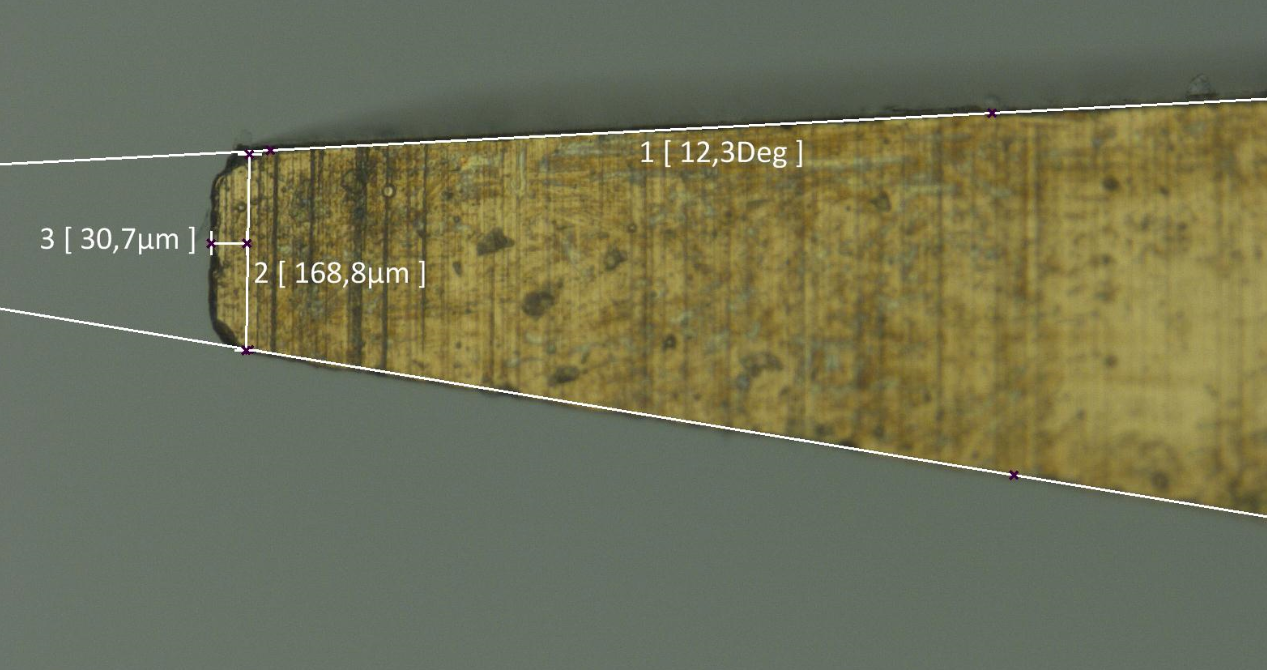 1 [ 12,3Deg ]
3 [ 30,7µm ]
2 [ 168,8µm ]